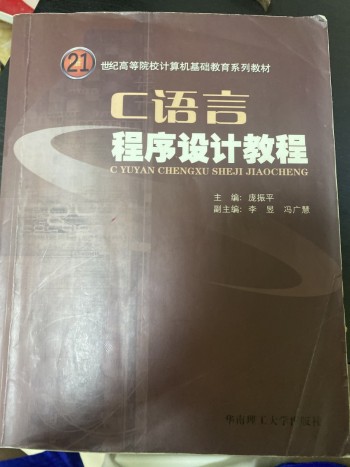 21 世纪高等院校计算机基础教育系列教材
C语言
程序设计教程
C YUYAN CHENGXU SHEJI JIAOCHENG
主 编: 庞振平
副主编: 李 昱 冯广慧
华南理工大学出版社